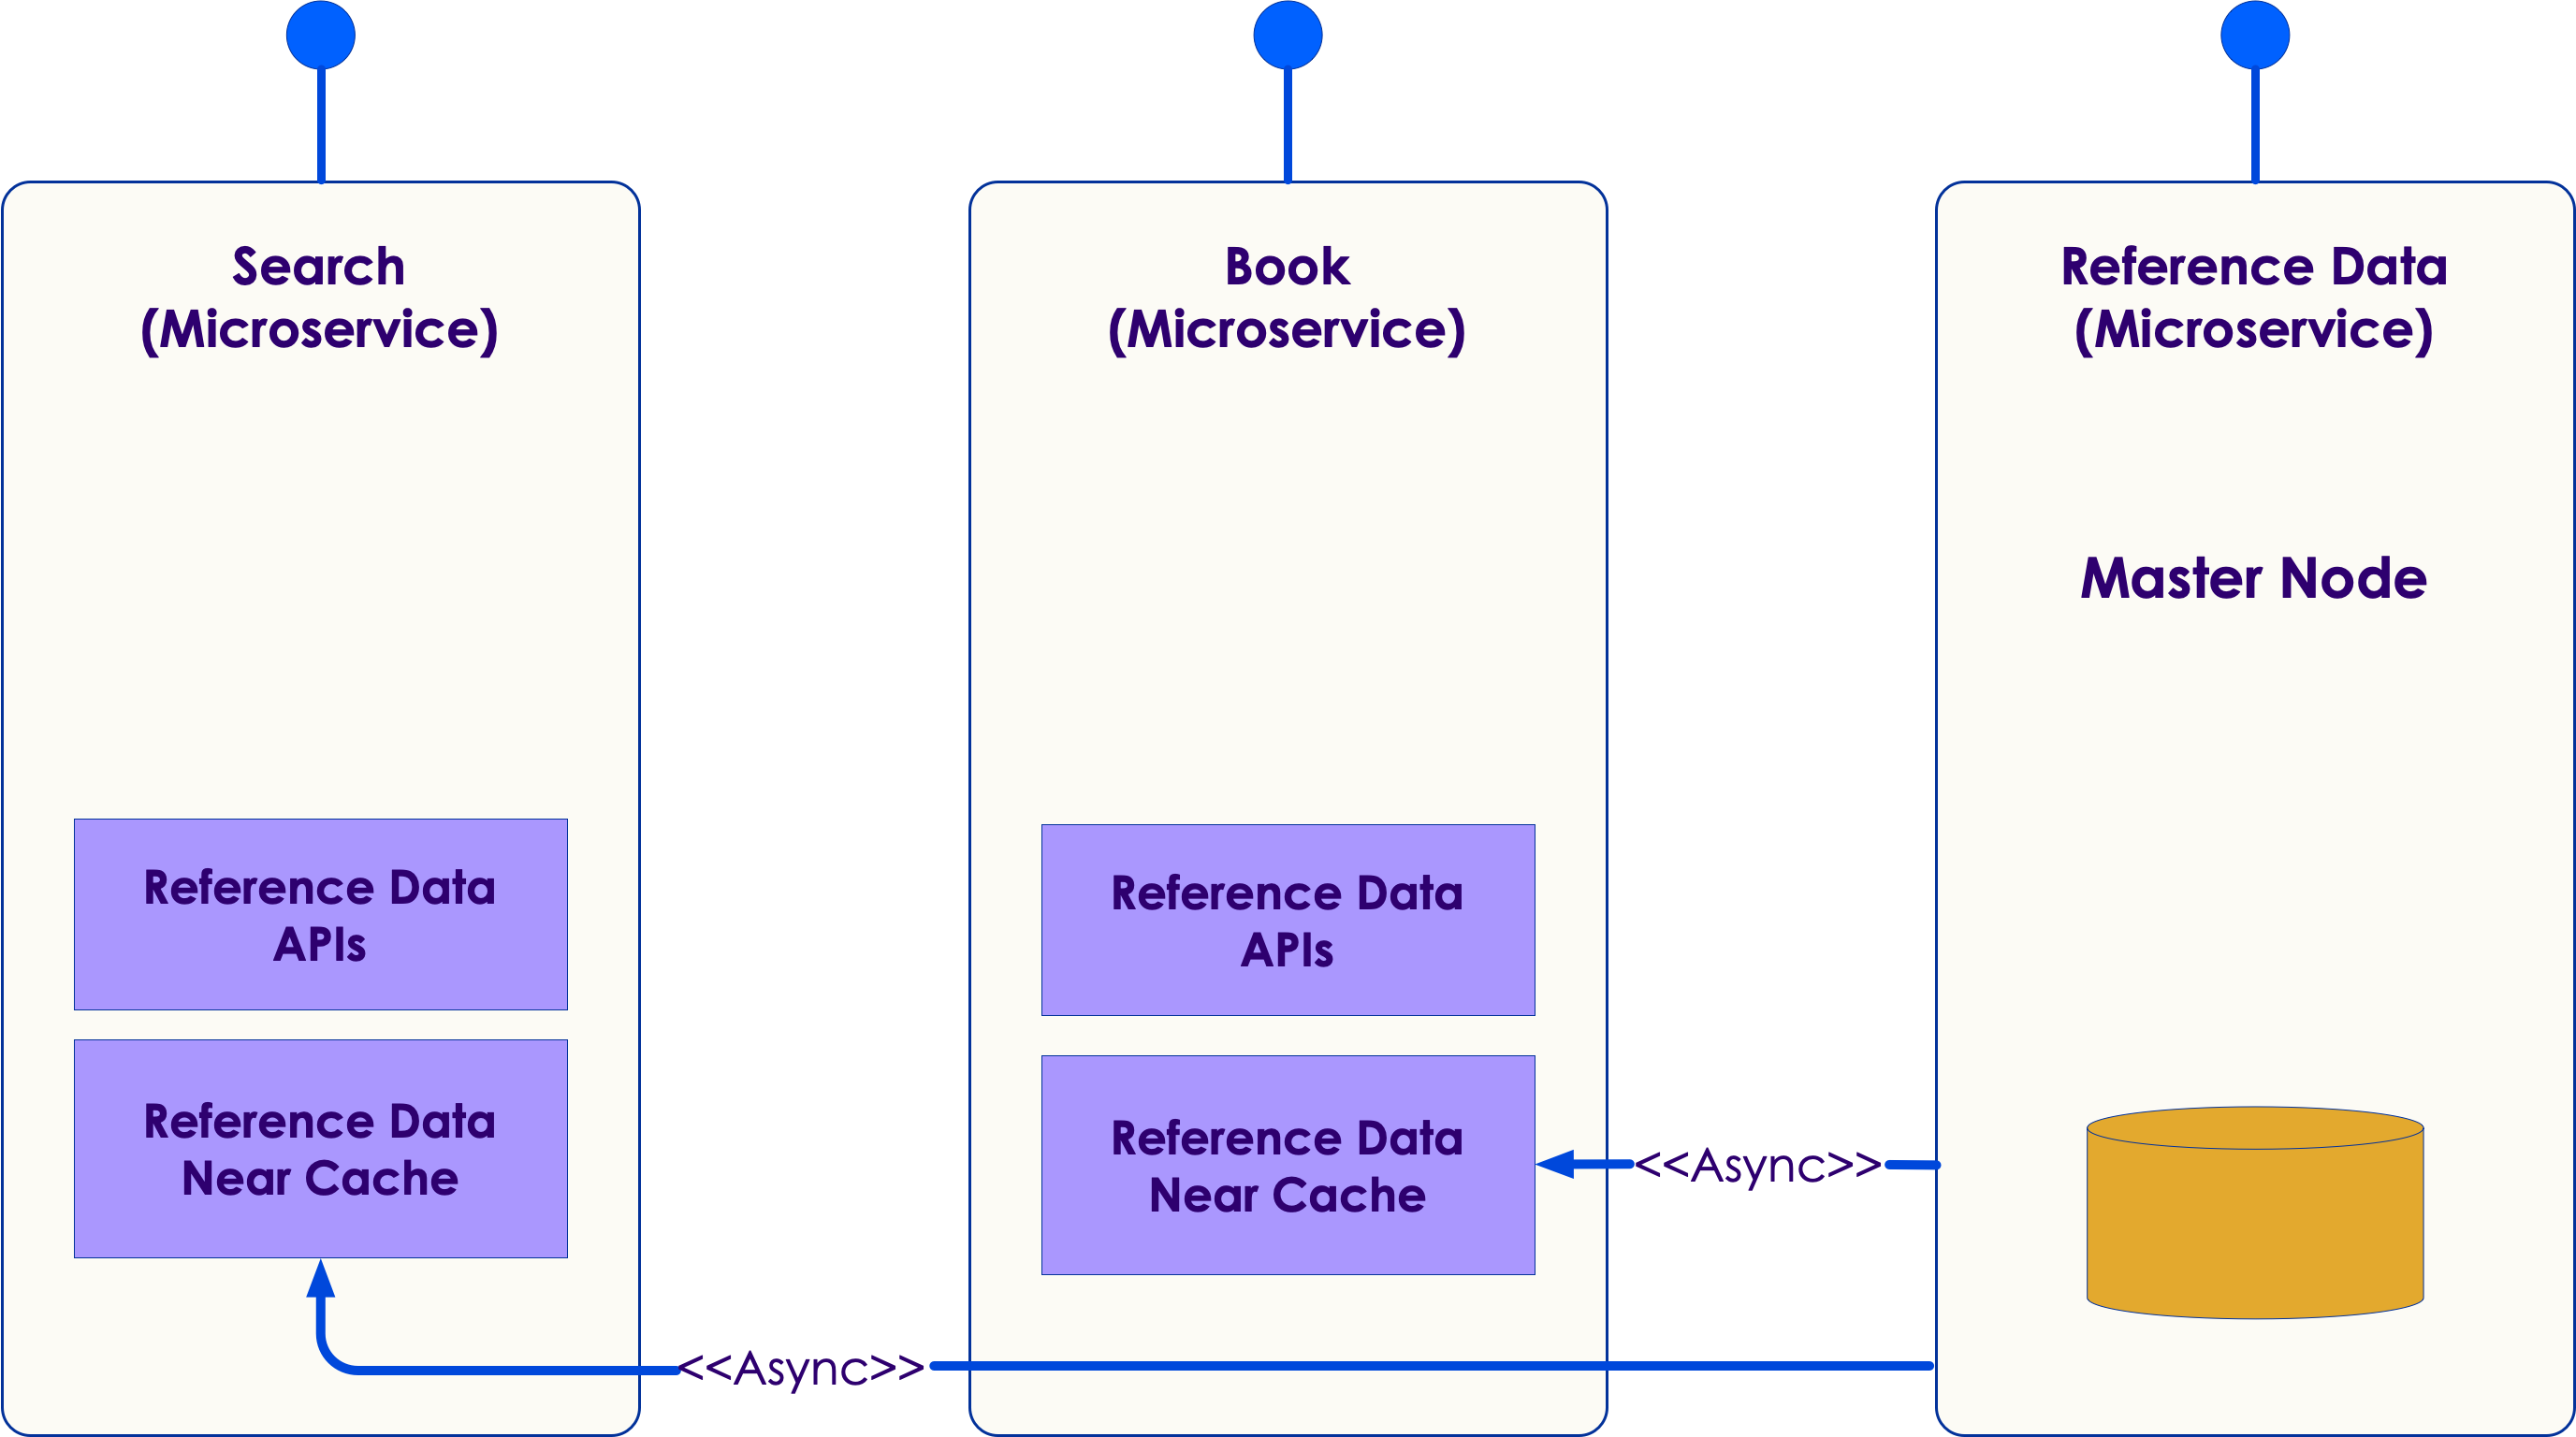 Search
(Microservice)
Book
(Microservice)
Reference Data
(Microservice)
Master Node
Reference Data
APIs
Reference Data
APIs
Reference Data
Near Cache
Reference Data
Near Cache
<<Async>>
<<Async>>